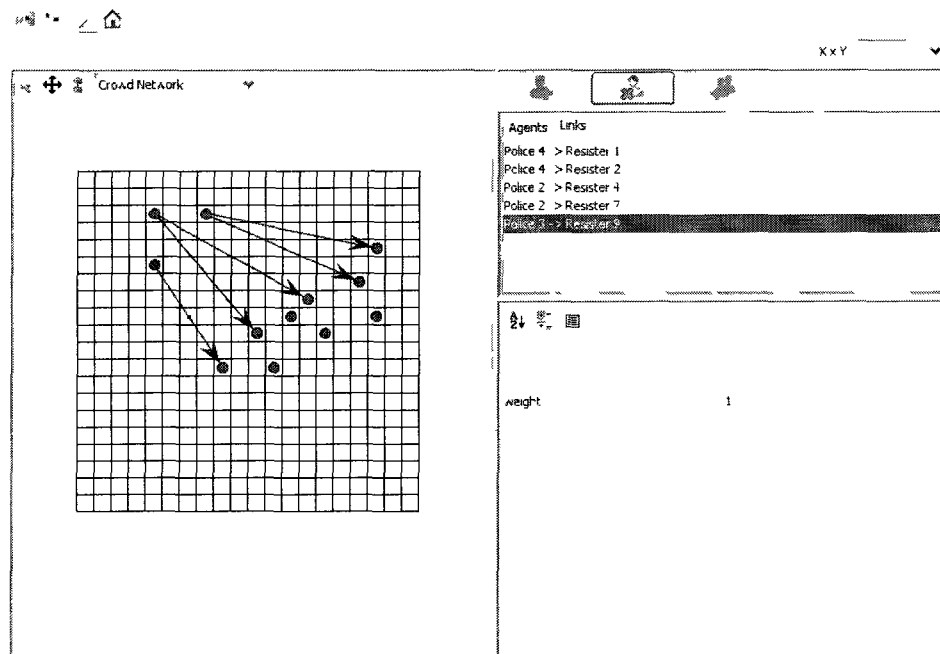 K x Y
Crowd Network
Agents Links
Police 4 > Resister 1
Police 4 > Resister 2
Police 2 > Resister 4
Police 2 > Resister 7
Police 3 -> Resister 9
weight 1